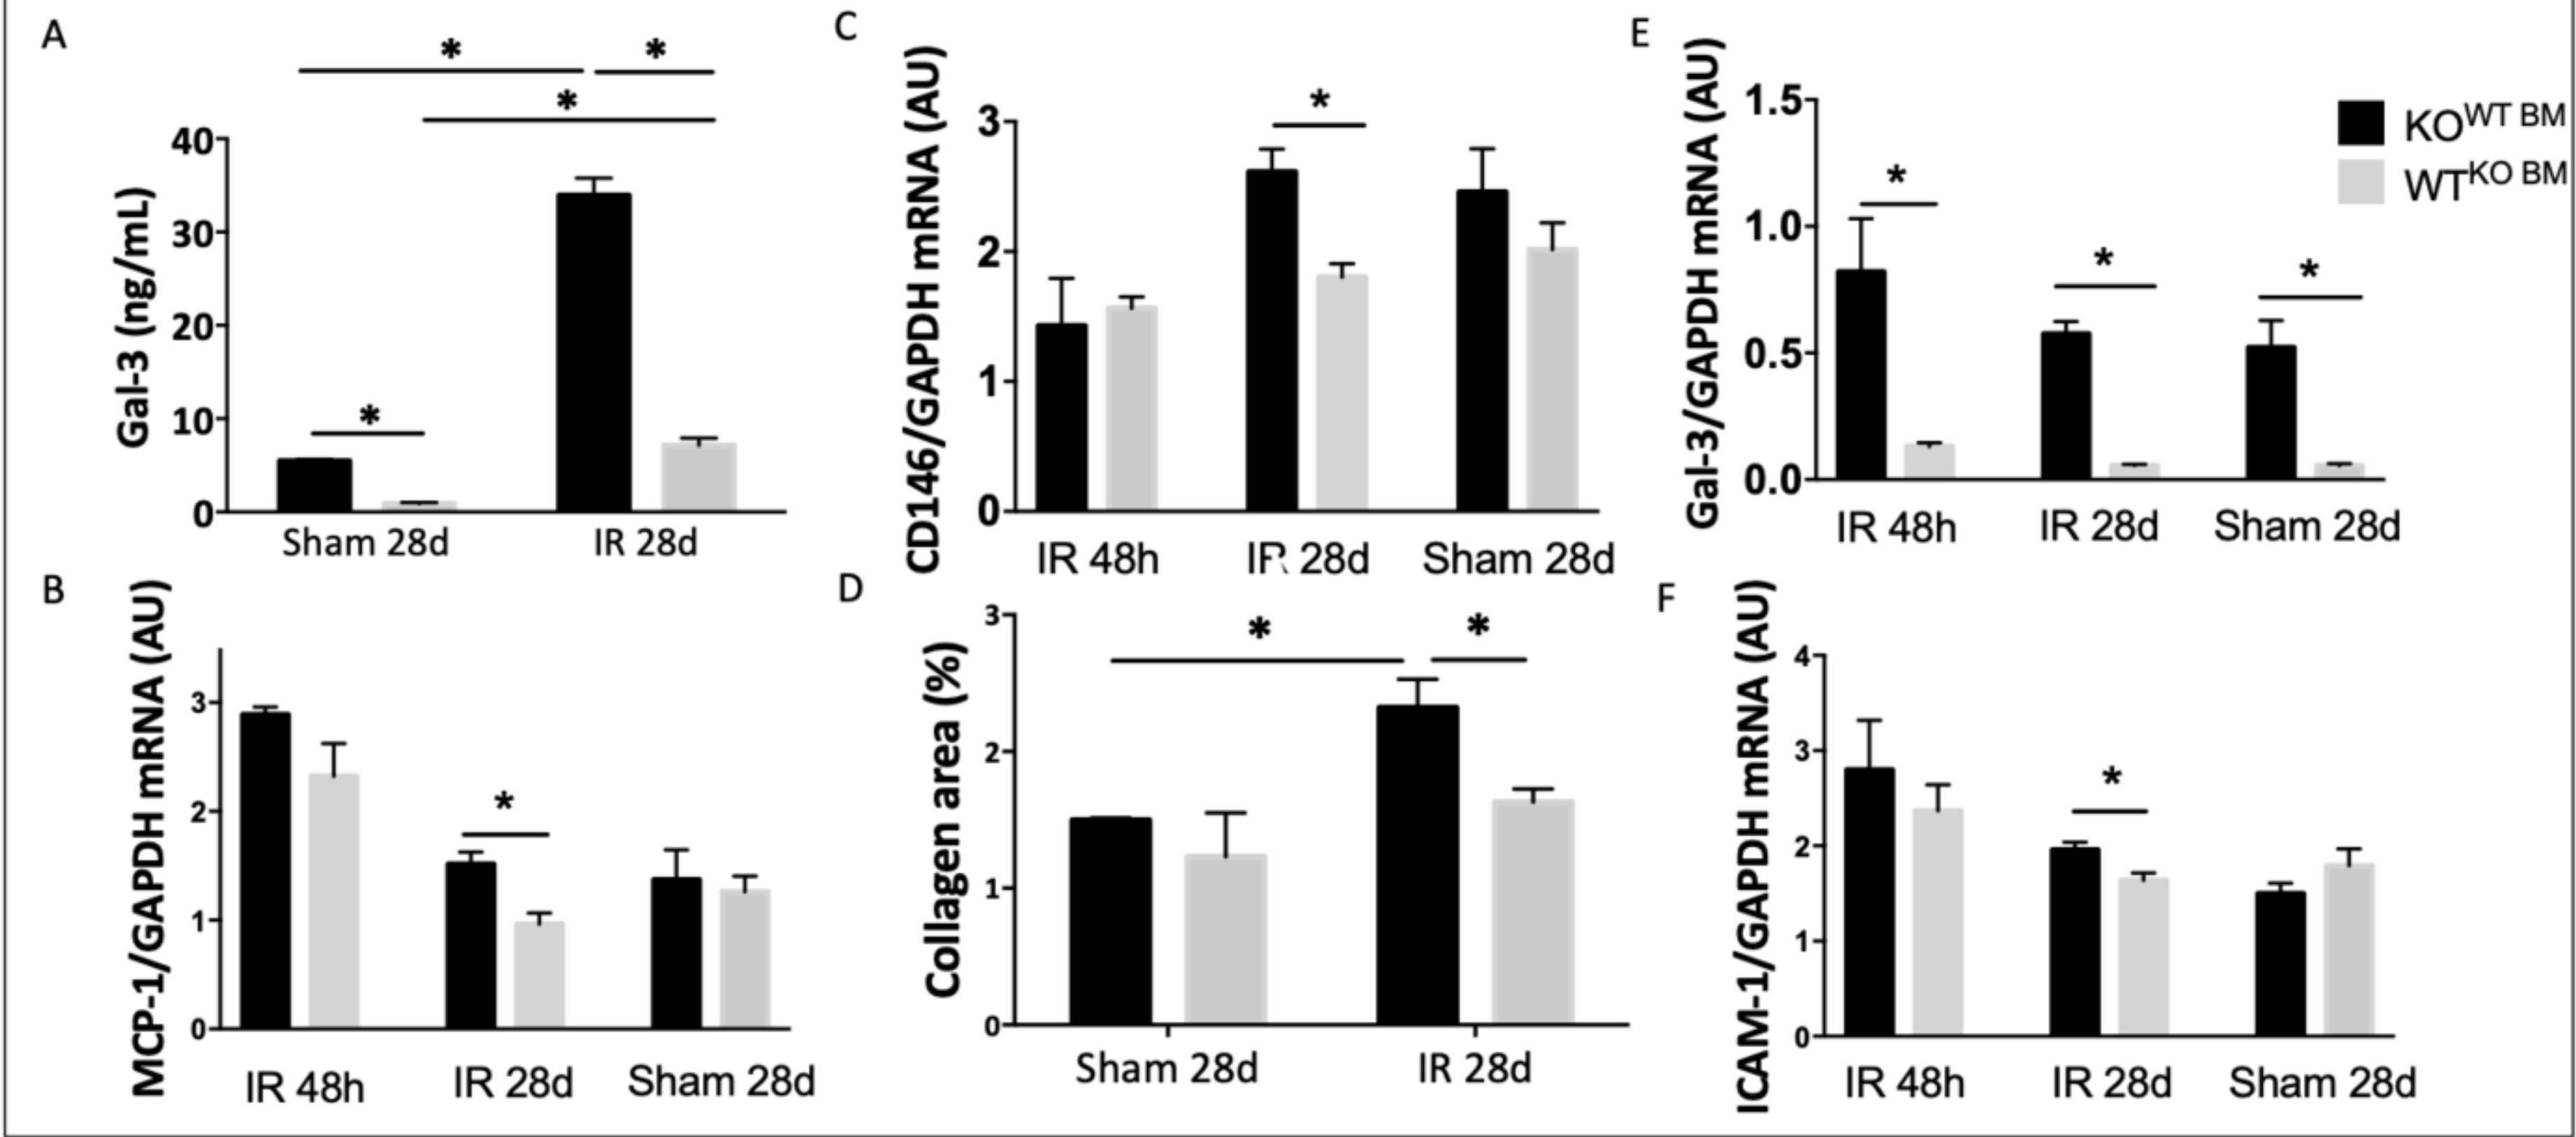 A
Gal-3 (ng/mL)
40
30
20
10
0
*
*
*
*
Sham 28d
IR 28d
B
MCP-1/GAPDH mRNA (AU)
3
2
1
0
*
IR 48h
IR 28d
Sham 28d
C
CD146/GAPDH mRNA (AU)
3
2
1
0
*
IR 48h
IR 28d
Sham 28d
D
Collagen area (%)
3
2
1
0
*
*
Sham 28d
IR 28d
E
Gal-3/GAPDH mRNA (AU)
1.5
1.0
0.5
0.0
*
*
*
IR 48h
IR 28d
Sham 28d
KO^WT BM
WT^KO BM
F
ICAM-1/GAPDH mRNA (AU)
4
3
2
1
0
*
IR 48h
IR 28d
Sham 28d